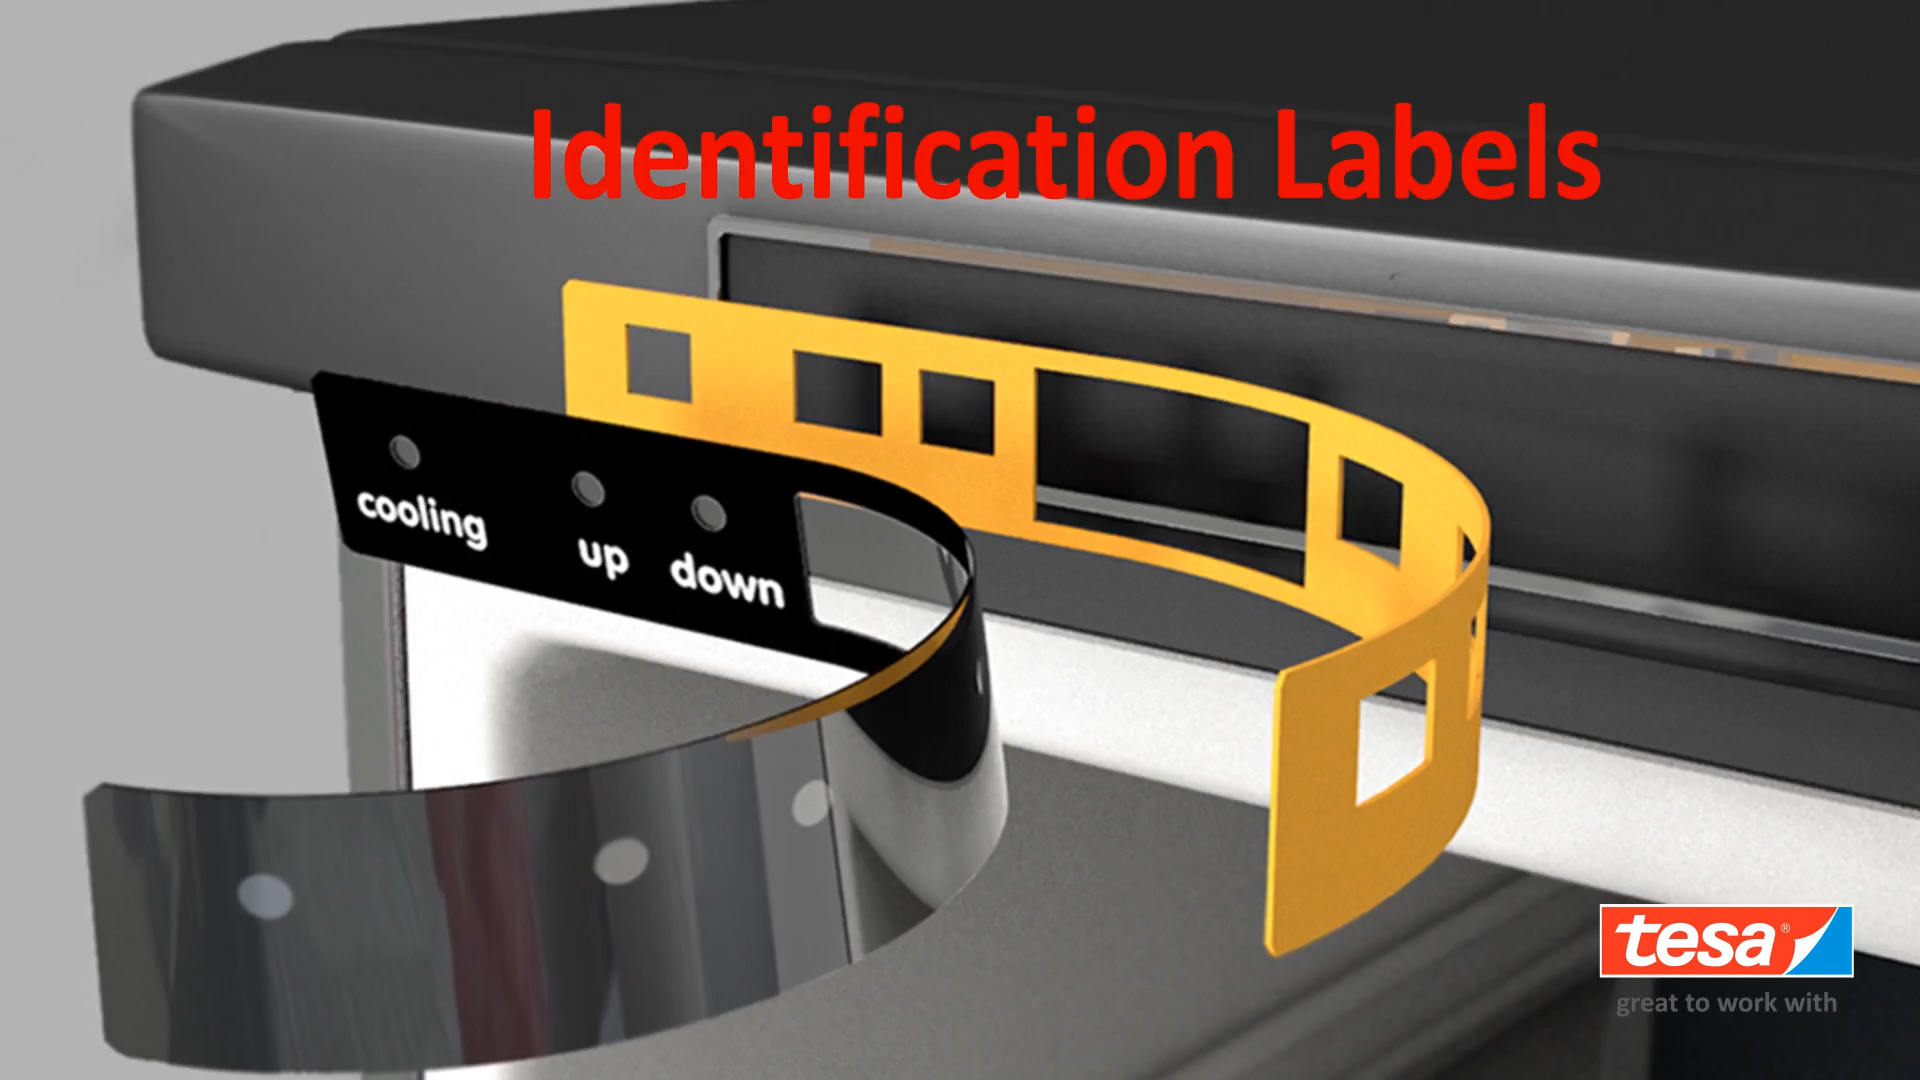 Identification Labels
cooling
up
down
tesa®
great to work with